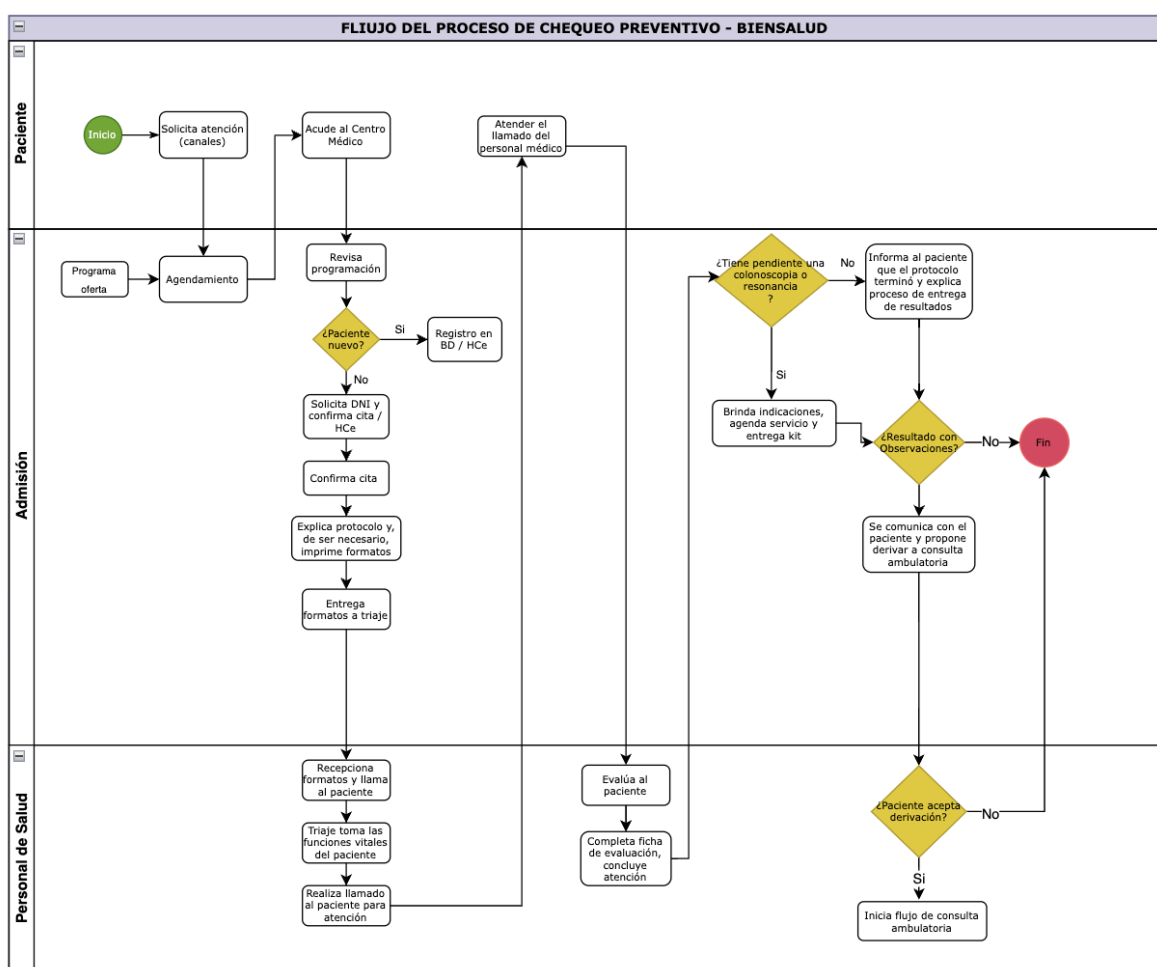 FLIUJO DEL PROCESO DE CHEQUEO PREVENTIVO - BIENSALUD
Paciente
Inicio
Solicita atención
(canales)
Acude al Centro
Médico
Atender el
llamado del
personal médico
Admisión
Programa
oferta
Agendamiento
Revisa
programación
¿Paciente
nuevo?
Si
Registro en
BD / HCe
No
Solicita DNI y
confirma cita /
HCe
Confirma cita
Explica protocolo y,
de ser necesario,
imprime formatos
Entrega
formatos a triaje
¿Tiene pendiente una
colonoscopia o
resonancia
?
No
Informa al paciente
que el protocolo
terminó y explica
proceso de entrega
de resultados
Si
Brinda indicaciones,
agenda servicio y
entrega kit
¿Resultado con
Observaciones?
No
Fin
Se comunica con el
paciente y propone
derivar a consulta
ambulatoria
Personal de Salud
Recepciona
formatos y llama
al paciente
Triaje toma las
funciones vitales
del paciente
Realiza llamado
al paciente para
atención
Evalúa al
paciente
Completa ficha
de evaluación,
concluye
atención
¿Paciente acepta
derivación?
No
Si
Inicia flujo de consulta
ambulatoria